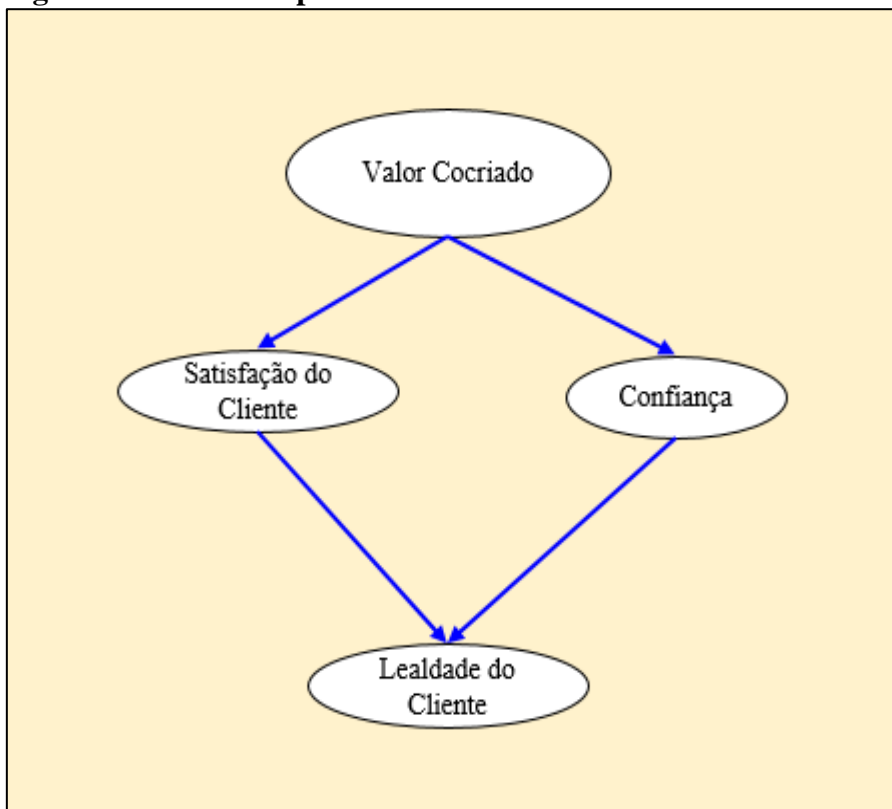 Valor Cocriado
Satisfação do
Cliente
Confiança
Lealdade do
Cliente